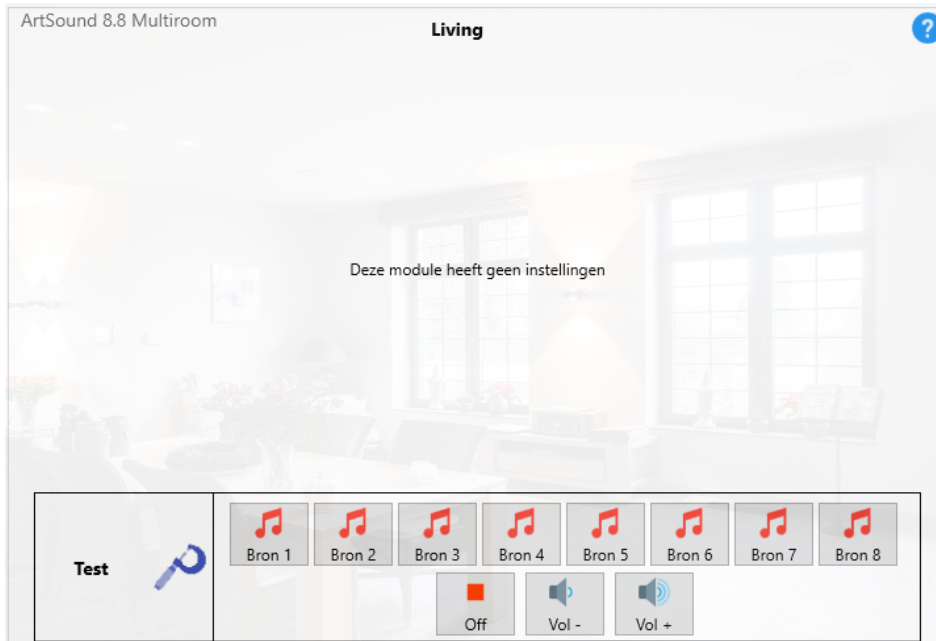 ArtSound 8.8 Multiroom
Living
?
Deze module heeft geen instellingen
Test
Bron 1 Bron 2 Bron 3 Bron 4 Bron 5 Bron 6 Bron 7 Bron 8
Off Vol - Vol +